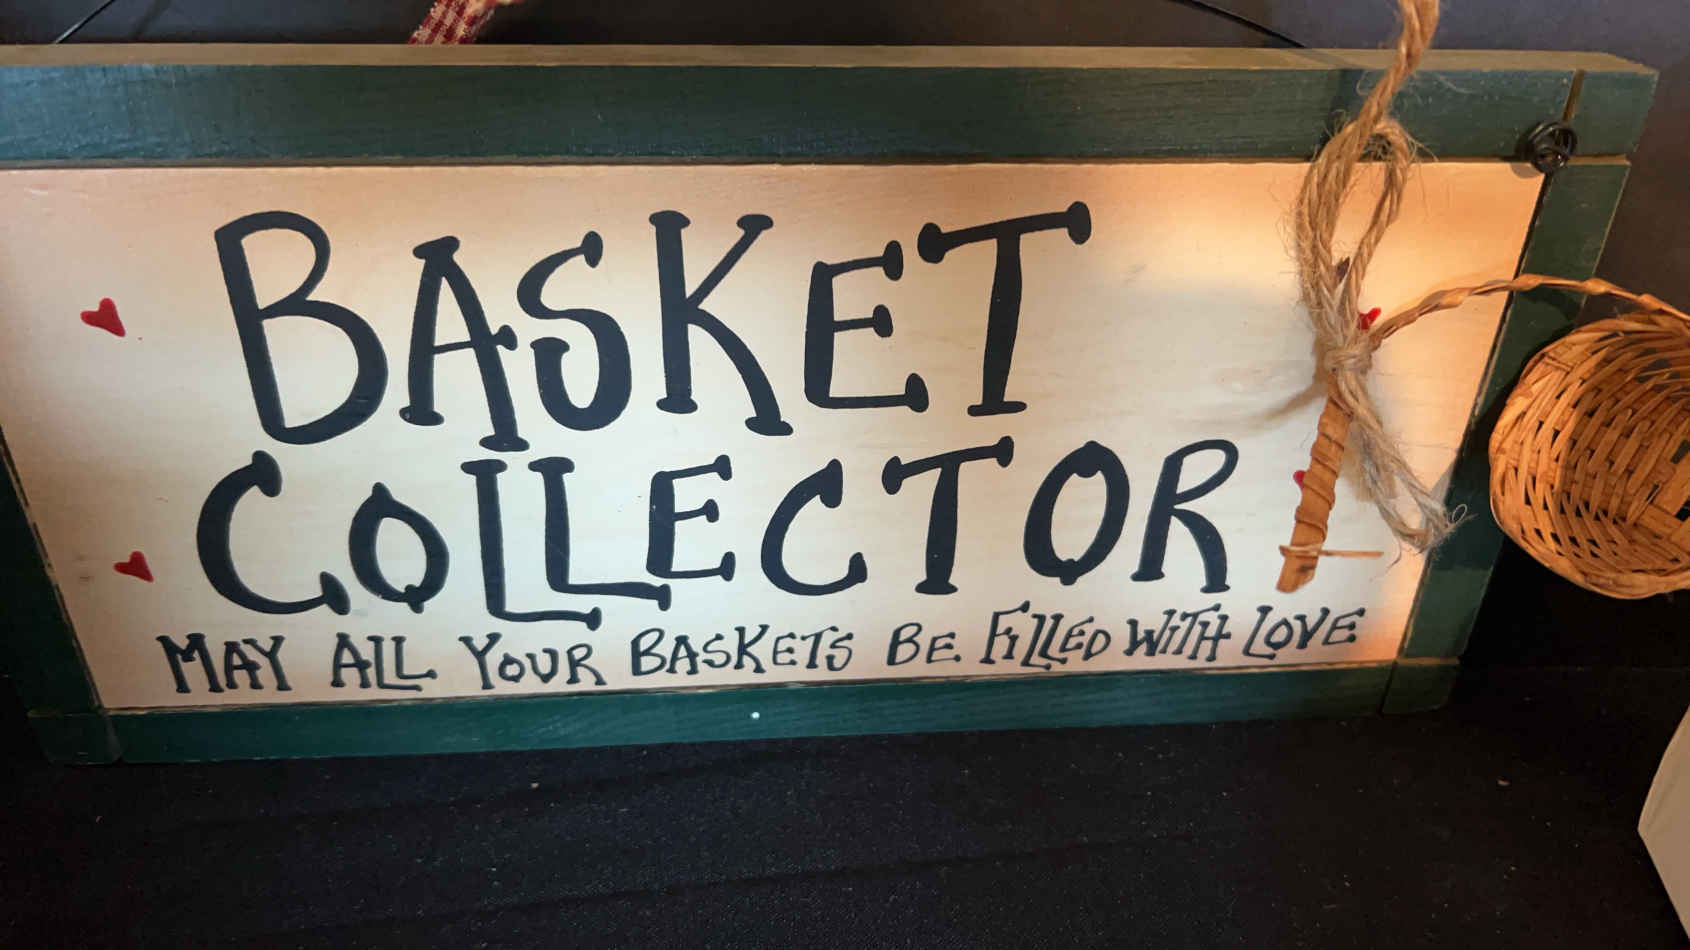 BASKET
COLLECTOR
MAY ALL YOUR BASKETS BE FILLED WITH LOVE